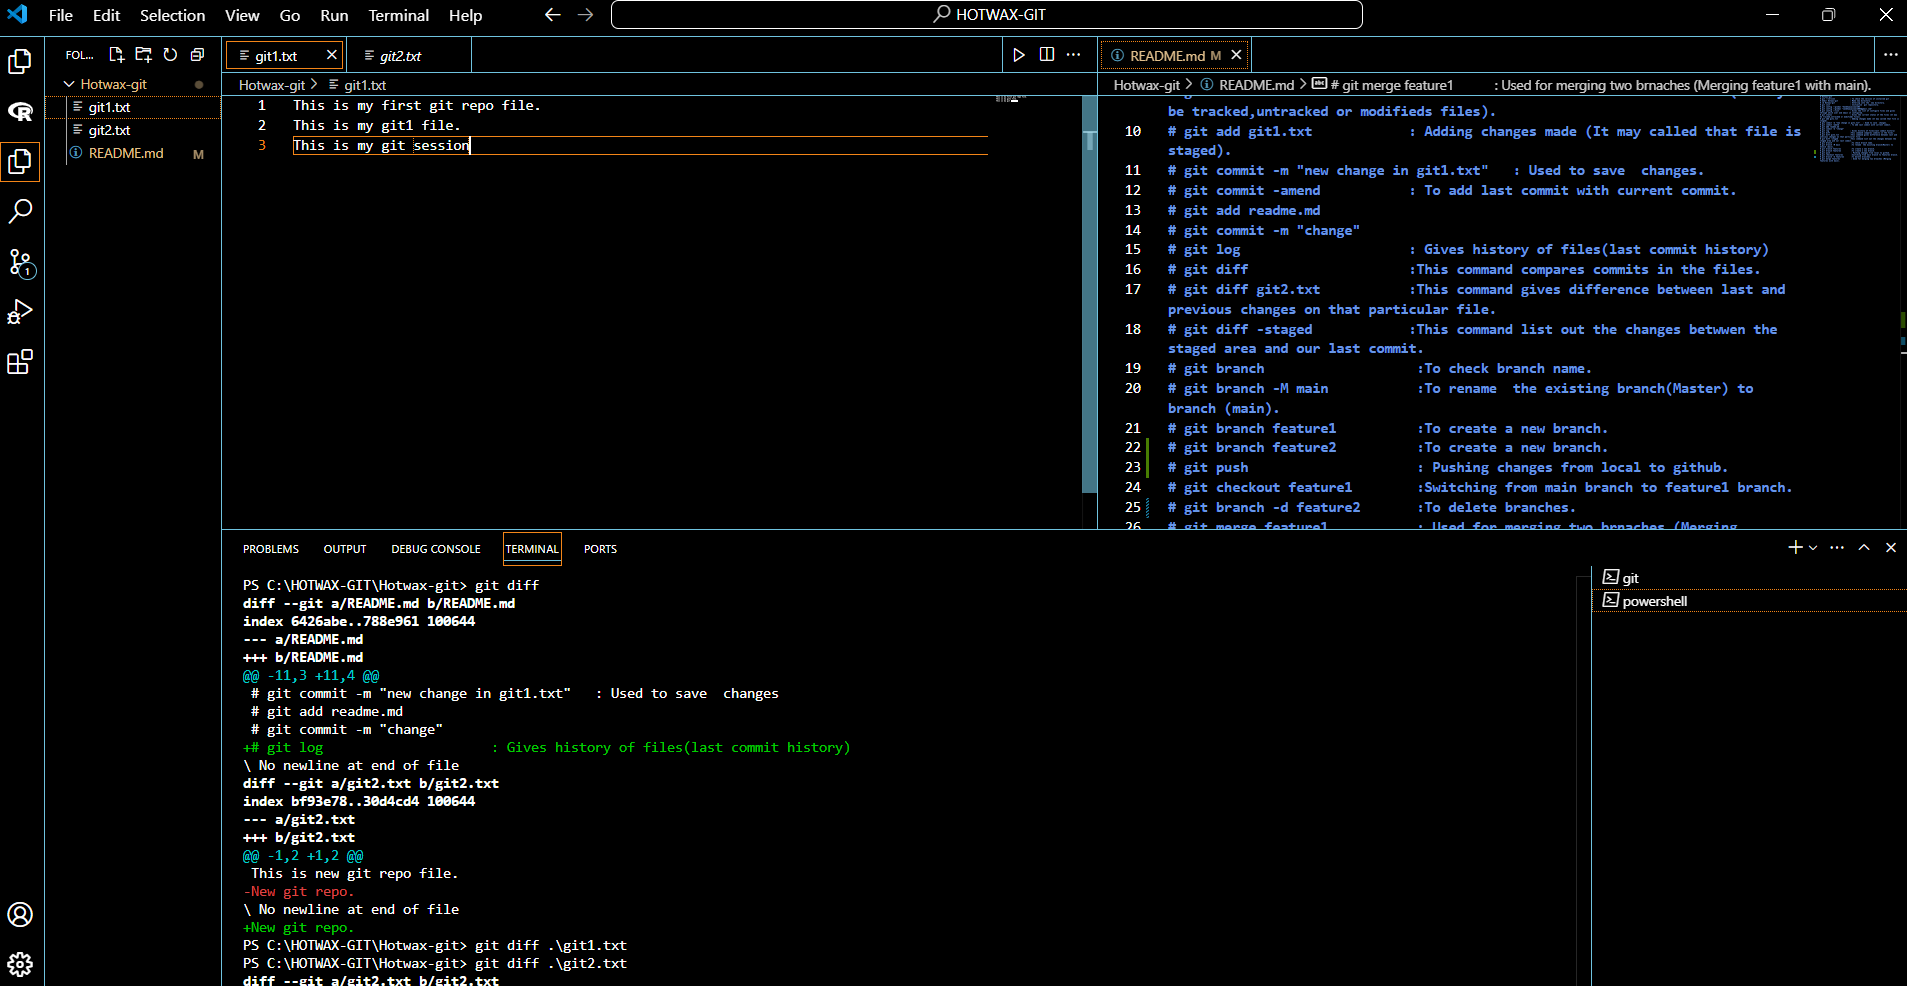 File Edit Selection View Go Run Terminal Help
HOTWAX-GIT
FOL...
Hotwax-git
git1.txt
git2.txt
README.md M
1
git1.txt
git2.txt
Hotwax-git > git1.txt
1 This is my first git repo file.
2 This is my git1 file.
3 This is my git session
README.md M
Hotwax-git > README.md > # git merge feature1 : Used for merging two brnaches (Merging feature1 with main).
be tracked,untracked or modifieds files).
10 # git add git1.txt : Adding changes made (It may called that file is
staged).
11 # git commit -m "new change in git1.txt" : Used to save changes.
12 # git commit -amend : To add last commit with current commit.
13 # git add readme.md
14 # git commit -m "change"
15 # git log : Gives history of files(last commit history)
16 # git diff :This command compares commits in the files.
17 # git diff git2.txt :This command gives difference between last and
previous changes on that particular file.
18 # git diff -staged :This command list out the changes betwwen the
staged area and our last commit.
19 # git branch :To check branch name.
20 # git branch -M main :To rename the existing branch(Master) to
branch (main).
21 # git branch feature1 :To create a new branch.
22 # git branch feature2 :To create a new branch.
23 # git push : Pushing changes from local to github.
24 # git checkout feature1 :Switching from main branch to feature1 branch.
25 # git branch -d feature2 :To delete branches.
26 # git merge feature1 : Used for merging two brnaches (Merging
PROBLEMS OUTPUT DEBUG CONSOLE TERMINAL PORTS
PS C:\HOTWAX-GIT\Hotwax-git> git diff
diff --git a/README.md b/README.md
index 6426abe..788e961 100644
--- a/README.md
+++ b/README.md
@@ -11,3 +11,4 @@
# git commit -m "new change in git1.txt" : Used to save changes
# git add readme.md
# git commit -m "change"
+# git log : Gives history of files(last commit history)
\ No newline at end of file
diff --git a/git2.txt b/git2.txt
index bf93e78..30d4cd4 100644
--- a/git2.txt
+++ b/git2.txt
@@ -1,2 +1,2 @@
This is new git repo file.
-New git repo.
\ No newline at end of file
+New git repo.
PS C:\HOTWAX-GIT\Hotwax-git> git diff .\git1.txt
PS C:\HOTWAX-GIT\Hotwax-git> git diff .\git2.txt
diff --git a/git2.txt b/git2.txt
git
powershell